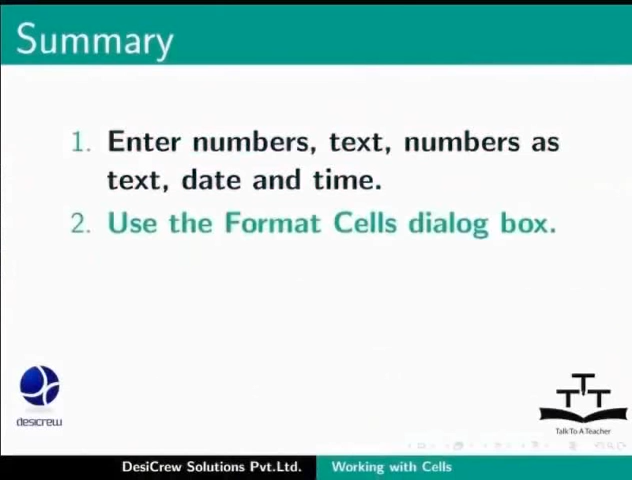 Summary
1. Enter numbers, text, numbers as
text, date and time.
2. Use the Format Cells dialog box.
desicrew
Talk To A Teacher
DesiCrew Solutions Pvt.Ltd. Working with Cells